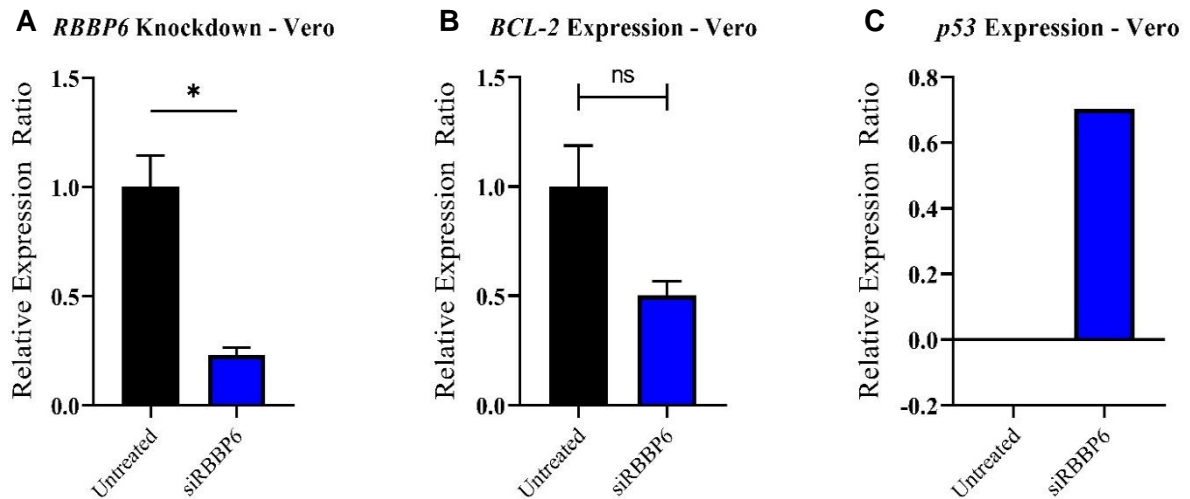 A RBBP6 Knockdown - Vero
Relative Expression Ratio
1.5
1.0
0.5
0.0
*
Untreated
siRBBP6
B BCL-2 Expression - Vero
Relative Expression Ratio
1.5
1.0
0.5
0.0
ns
Untreated
siRBBP6
C p53 Expression - Vero
Relative Expression Ratio
0.8
0.6
0.4
0.2
0.0
-0.2
Untreated
siRBBP6